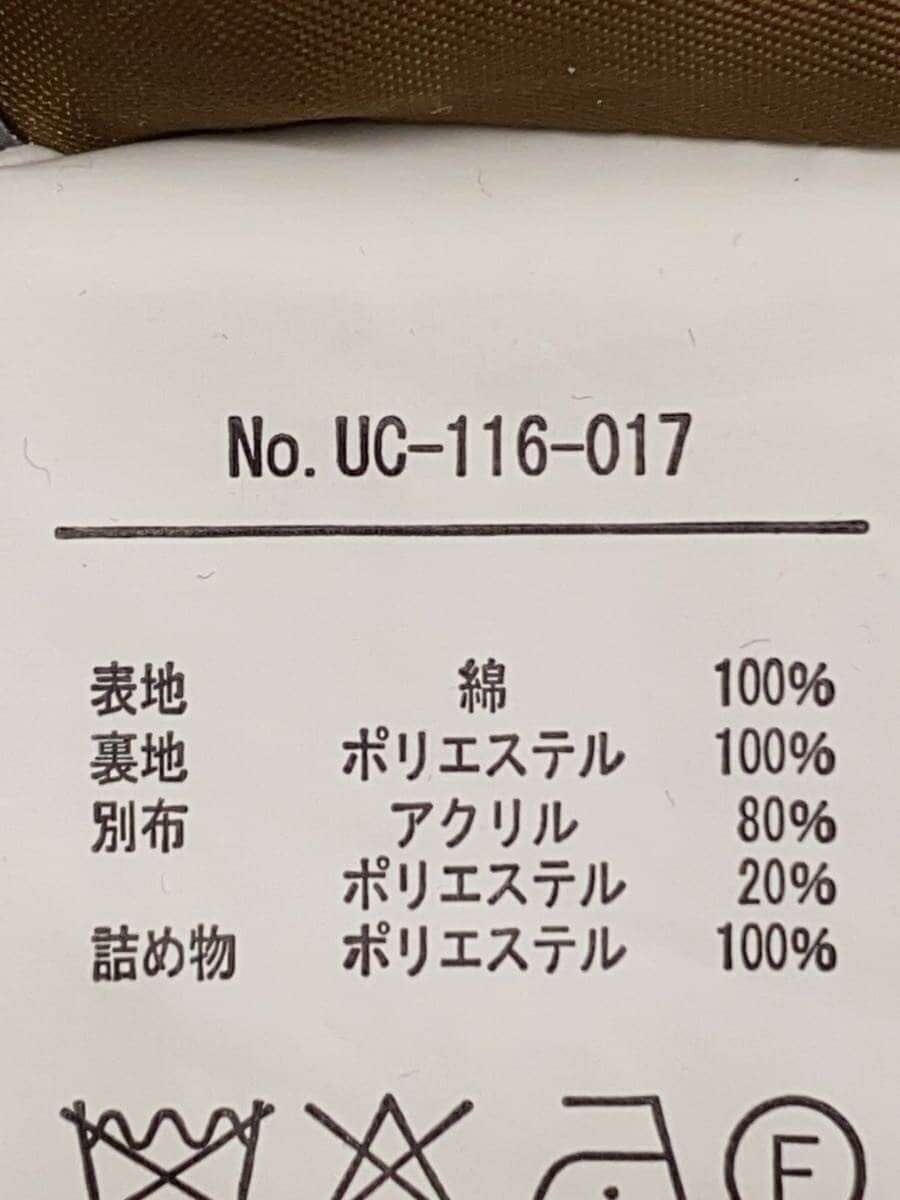 No. UC-116-017
表地 綿 100%
裏地 ポリエステル 100%
別布 アクリル 80%
ポリエステル 20%
詰め物 ポリエステル 100%
F